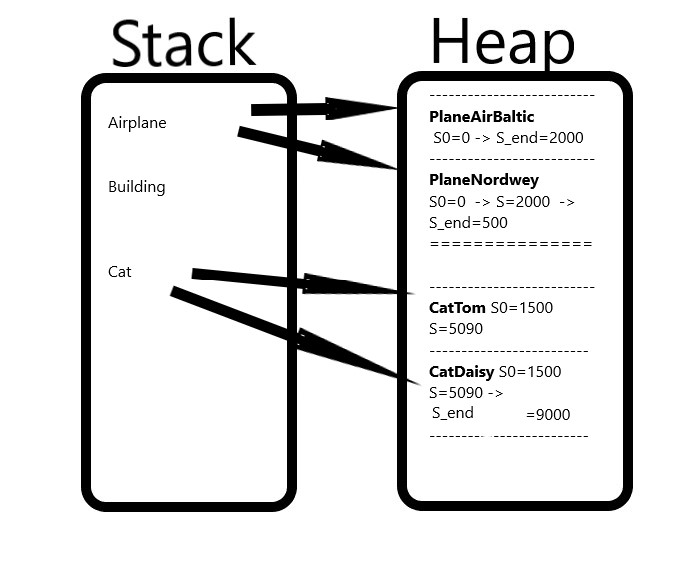 Stack
Airplane
Building
Cat
Heap
---------------------------
PlaneAirBaltic
S0=0 -> S_end=2000
---------------------------
PlaneNordwey
S0=0 -> S=2000 ->
S_end=500
===============
---------------------------
CatTom S0=1500
S=5090
--------------------------
CatDaisy S0=1500
S=5090 ->
S_end =9000
--------------------------